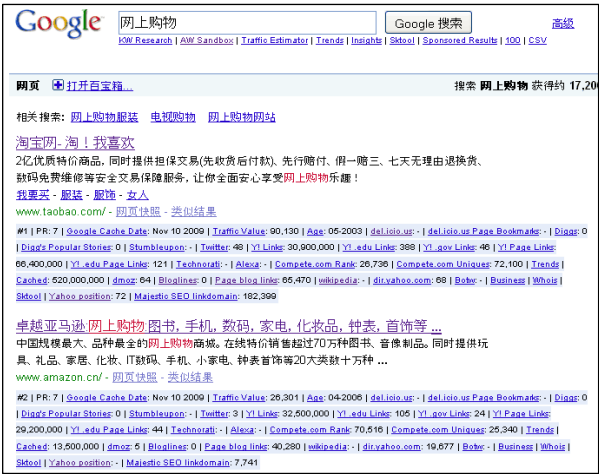 Google 网上购物 Google 搜索 高级
KW Research | AW Sandbox | Traffic Estimator | Trends | Insights | Sktool | Sponsored Results | 100 | CSV
网页 打开百宝箱... 搜索 网上购物 获得约 17,20
相关搜索: 网上购物服装 电视购物 网上购物网站
淘宝网- 淘！我喜欢
2亿优质特价商品, 同时提供担保交易(先收货后付款)、先行赔付、假一赔三、七天无理由退换货、
数码免费维修等安全交易保障服务, 让你全面安心享受网上购物乐趣！
我要买 - 服装 - 服饰 - 女人
www.taobao.com/ - 网页快照 - 类似结果
#1 | PR: 7 | Google Cache Date: Nov 10 2009 | Traffic Value: 90,130 | Age: 05-2003 | del.icio.us: - | del.icio.us Page Bookmarks: - | Diggs: 0
| Digg's Popular Stories: 0 | Stumbleupon: - | Twitter: 48 | Y! Links: 30,900,000 | Y! .edu Links: 388 | Y! .gov Links: 46 | Y! Page Links:
66,400,000 | Y! .edu Page Links: 121 | Technorati: - | Alexa: - | Compete.com Rank: 26,736 | Compete.com Uniques: 72,100 | Trends |
Cached: 520,000,000 | dmoz: 64 | Bloglines: 0 | Page blog links: 65,470 | wikipedia: - | dir.yahoo.com: 68 | Botw: - | Business | Whois |
Sktool | Yahoo position: 72 | Majestic SEO linkdomain: 182,399
卓越亚马逊:网上购物:图书, 手机, 数码, 家电, 化妆品, 钟表, 首饰等 ...
中国规模最大、品种最全的网上购物商城。在线特价销售超过70万种图书、音像制品。同时提供玩
具、礼品、家居、化妆、IT数码、手机、小家电、钟表首饰等20大类数十万种 ...
www.amazon.cn/ - 网页快照 - 类似结果
#2 | PR: 7 | Google Cache Date: Nov 10 2009 | Traffic Value: 26,301 | Age: 04-2006 | del.icio.us: - | del.icio.us Page Bookmarks: - | Diggs: 0
| Digg's Popular Stories: 0 | Stumbleupon: - | Twitter: 3 | Y! Links: 32,500,000 | Y! .edu Links: 105 | Y! .gov Links: 24 | Y! Page Links:
29,200,000 | Y! .edu Page Links: 44 | Technorati: - | Alexa: - | Compete.com Rank: 70,516 | Compete.com Uniques: 25,340 | Trends |
Cached: 13,500,000 | dmoz: 5 | Bloglines: 0 | Page blog links: 40,280 | wikipedia: - | dir.yahoo.com: 19,677 | Botw: - | Business | Whois |
Sktool | Yahoo position: - | Majestic SEO linkdomain: 7,741